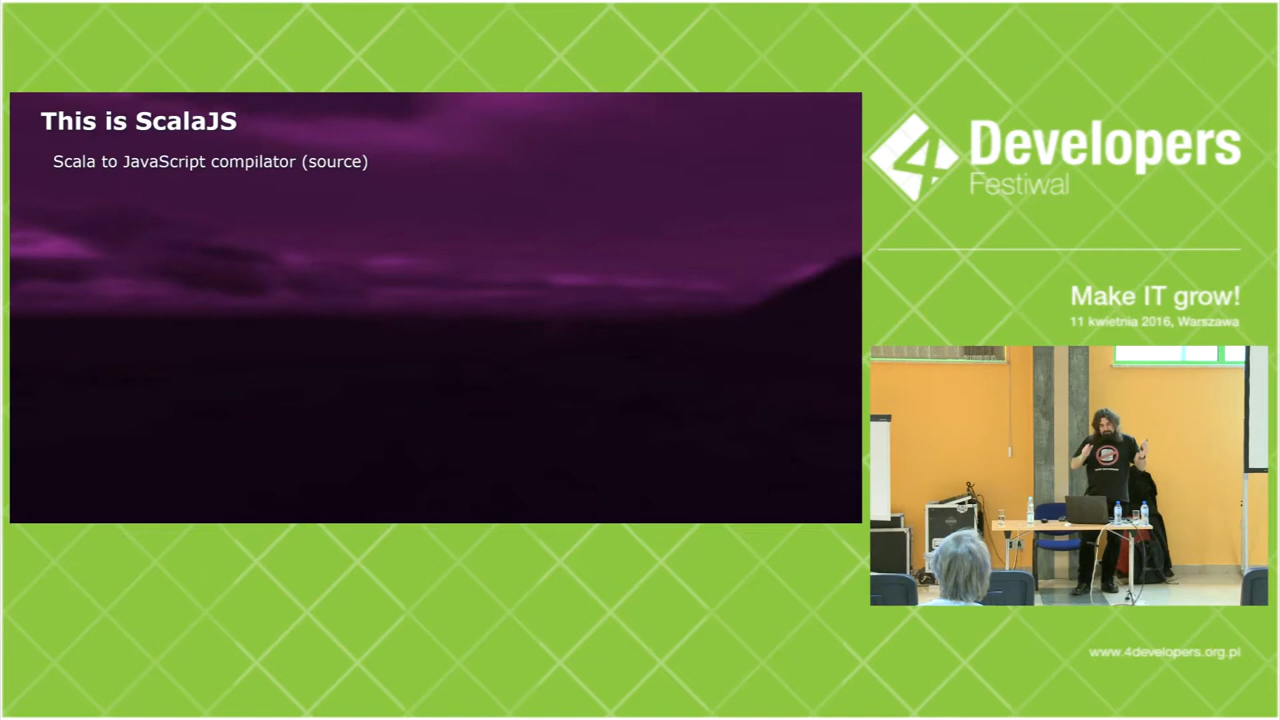 This is ScalaJS
Scala to JavaScript compilator (source)
4
Developers
Festiwal
Make IT grow!
11 kwietnia 2016, Warszawa
www.4developers.org.pl